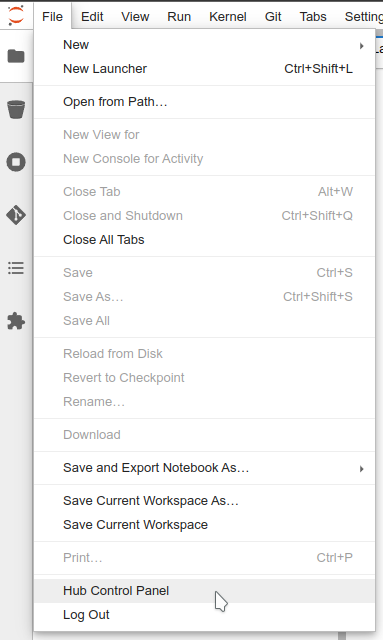 File Edit View Run Kernel Git Tabs
New
New Launcher Ctrl+Shift+L
Open from Path…
New View for
New Console for Activity
Close Tab Alt+W
Close and Shutdown Ctrl+Shift+Q
Close All Tabs
Save Ctrl+S
Save As… Ctrl+Shift+S
Save All
Reload from Disk
Revert to Checkpoint
Rename…
Download
Save and Export Notebook As…
Save Current Workspace As…
Save Current Workspace
Print… Ctrl+P
Hub Control Panel
Log Out